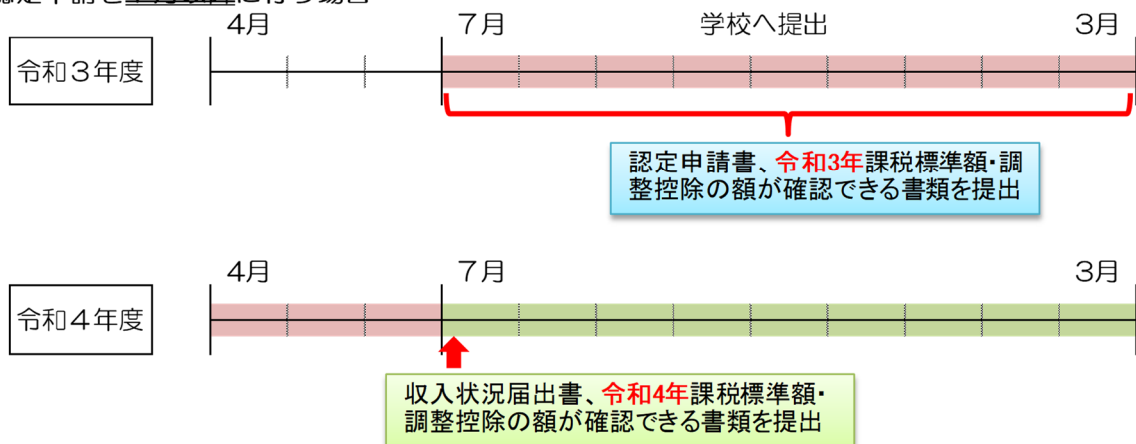 4月 7月 学校へ提出 3月
令和3年度
認定申請書、令和3年課税標準額・調
整控除の額が確認できる書類を提出
4月 7月 3月
令和4年度
収入状況届出書、令和4年課税標準額・
調整控除の額が確認できる書類を提出